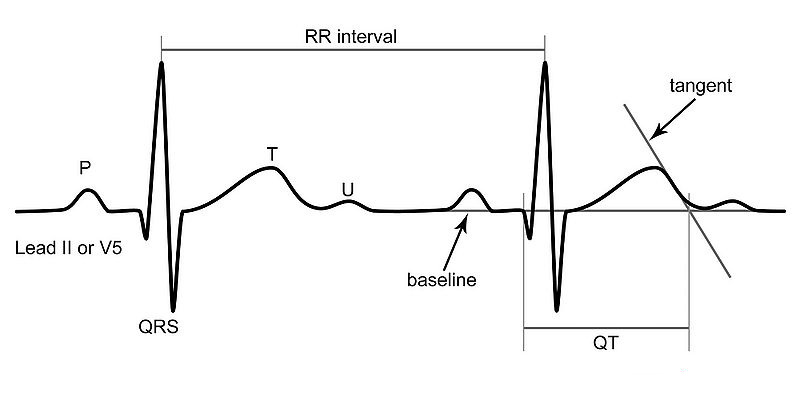 RR interval
tangent
P
T
U
Lead II or V5
baseline
QRS
QT